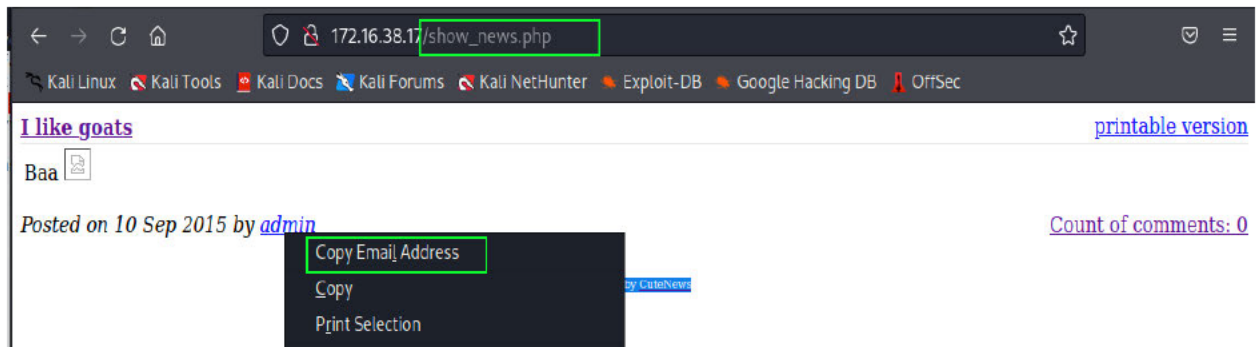 172.16.38.17/show_news.php
Kali Linux Kali Tools Kali Docs Kali Forums Kali NetHunter Exploit-DB Google Hacking DB OffSec
I like goats printable version
Baa
Posted on 10 Sep 2015 by admin Count of comments: 0
Copy Email Address
by CuteNews
Copy
Print Selection